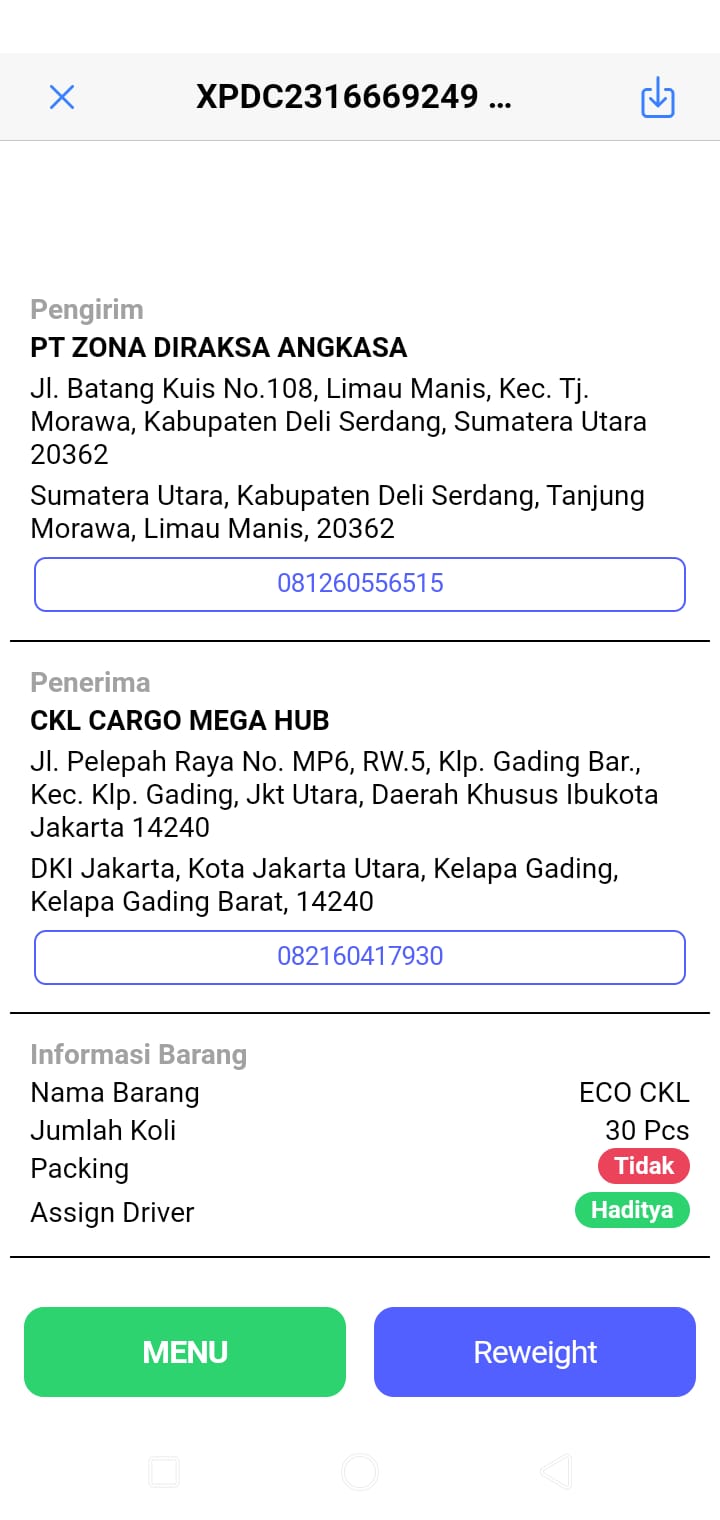 XPDC2316669249 ...
Pengirim
PT ZONA DIRAKSA ANGKASA
Jl. Batang Kuis No.108, Limau Manis, Kec. Tj.
Morawa, Kabupaten Deli Serdang, Sumatera Utara
20362
Sumatera Utara, Kabupaten Deli Serdang, Tanjung
Morawa, Limau Manis, 20362
081260556515
Penerima
CKL CARGO MEGA HUB
Jl. Pelepah Raya No. MP6, RW.5, Klp. Gading Bar.,
Kec. Klp. Gading, Jkt Utara, Daerah Khusus Ibukota
Jakarta 14240
DKI Jakarta, Kota Jakarta Utara, Kelapa Gading,
Kelapa Gading Barat, 14240
082160417930
Informasi Barang
Nama Barang ECO CKL
Jumlah Koli 30 Pcs
Packing Tidak
Assign Driver Haditya
MENU Reweight